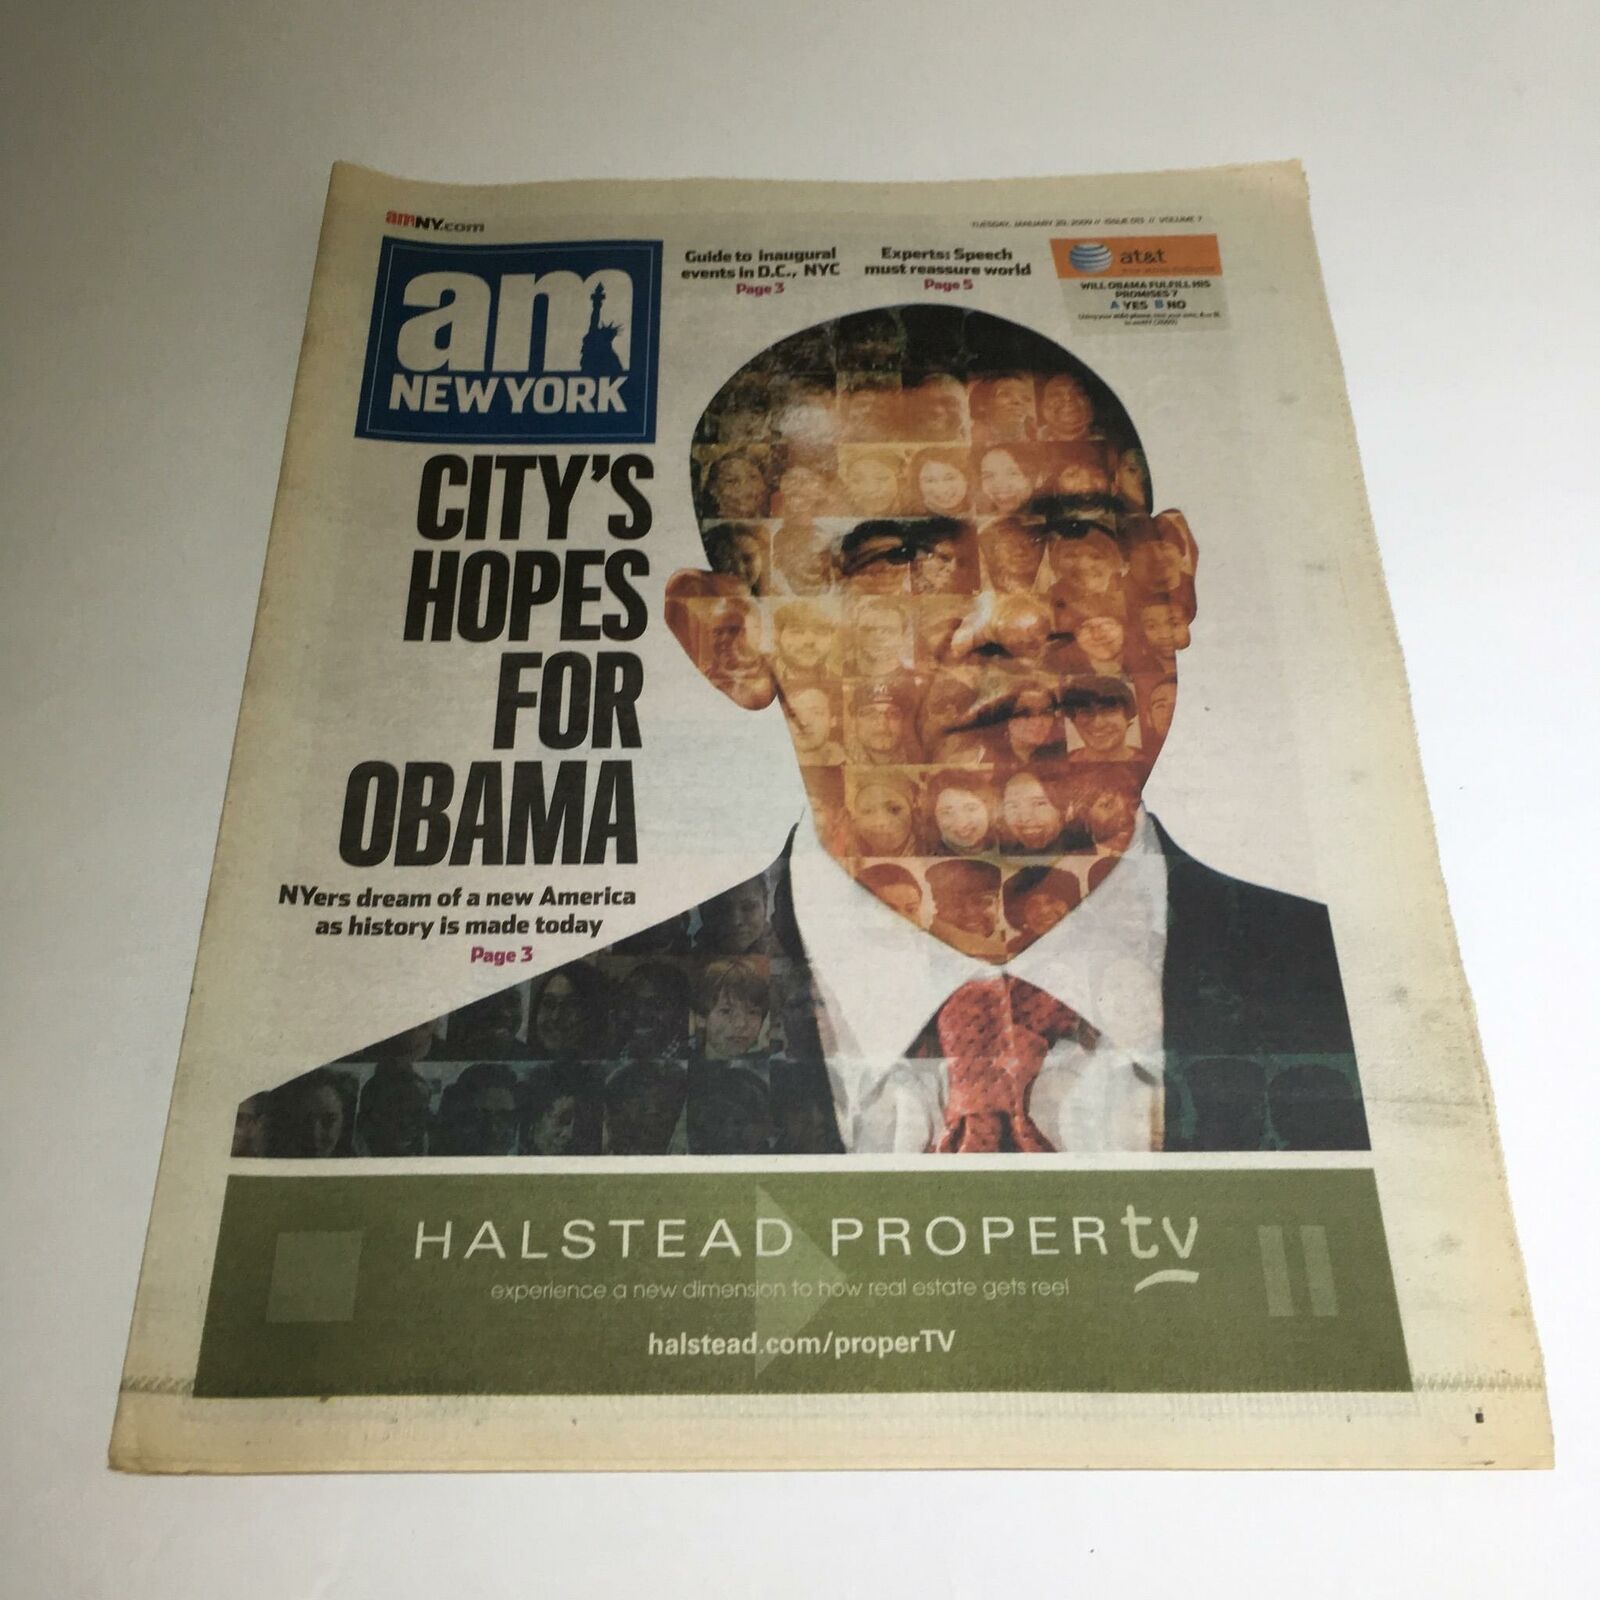 amNY.com
TUESDAY, JANUARY 20, 2009 // ISSUE 013 // VOLUME 7
am
NEW YORK
Guide to inaugural
events in D.C., NYC
Page 3
Experts: Speech
must reassure world
Page 5
at&t
WILL OBAMA FULFILL HIS
PROMISES?
A YES B NO
CITY'S
HOPES
FOR
OBAMA
NYers dream of a new America
as history is made today
Page 3
HALSTEAD PROPERtv
experience a new dimension to how real estate gets reel
halstead.com/properTV